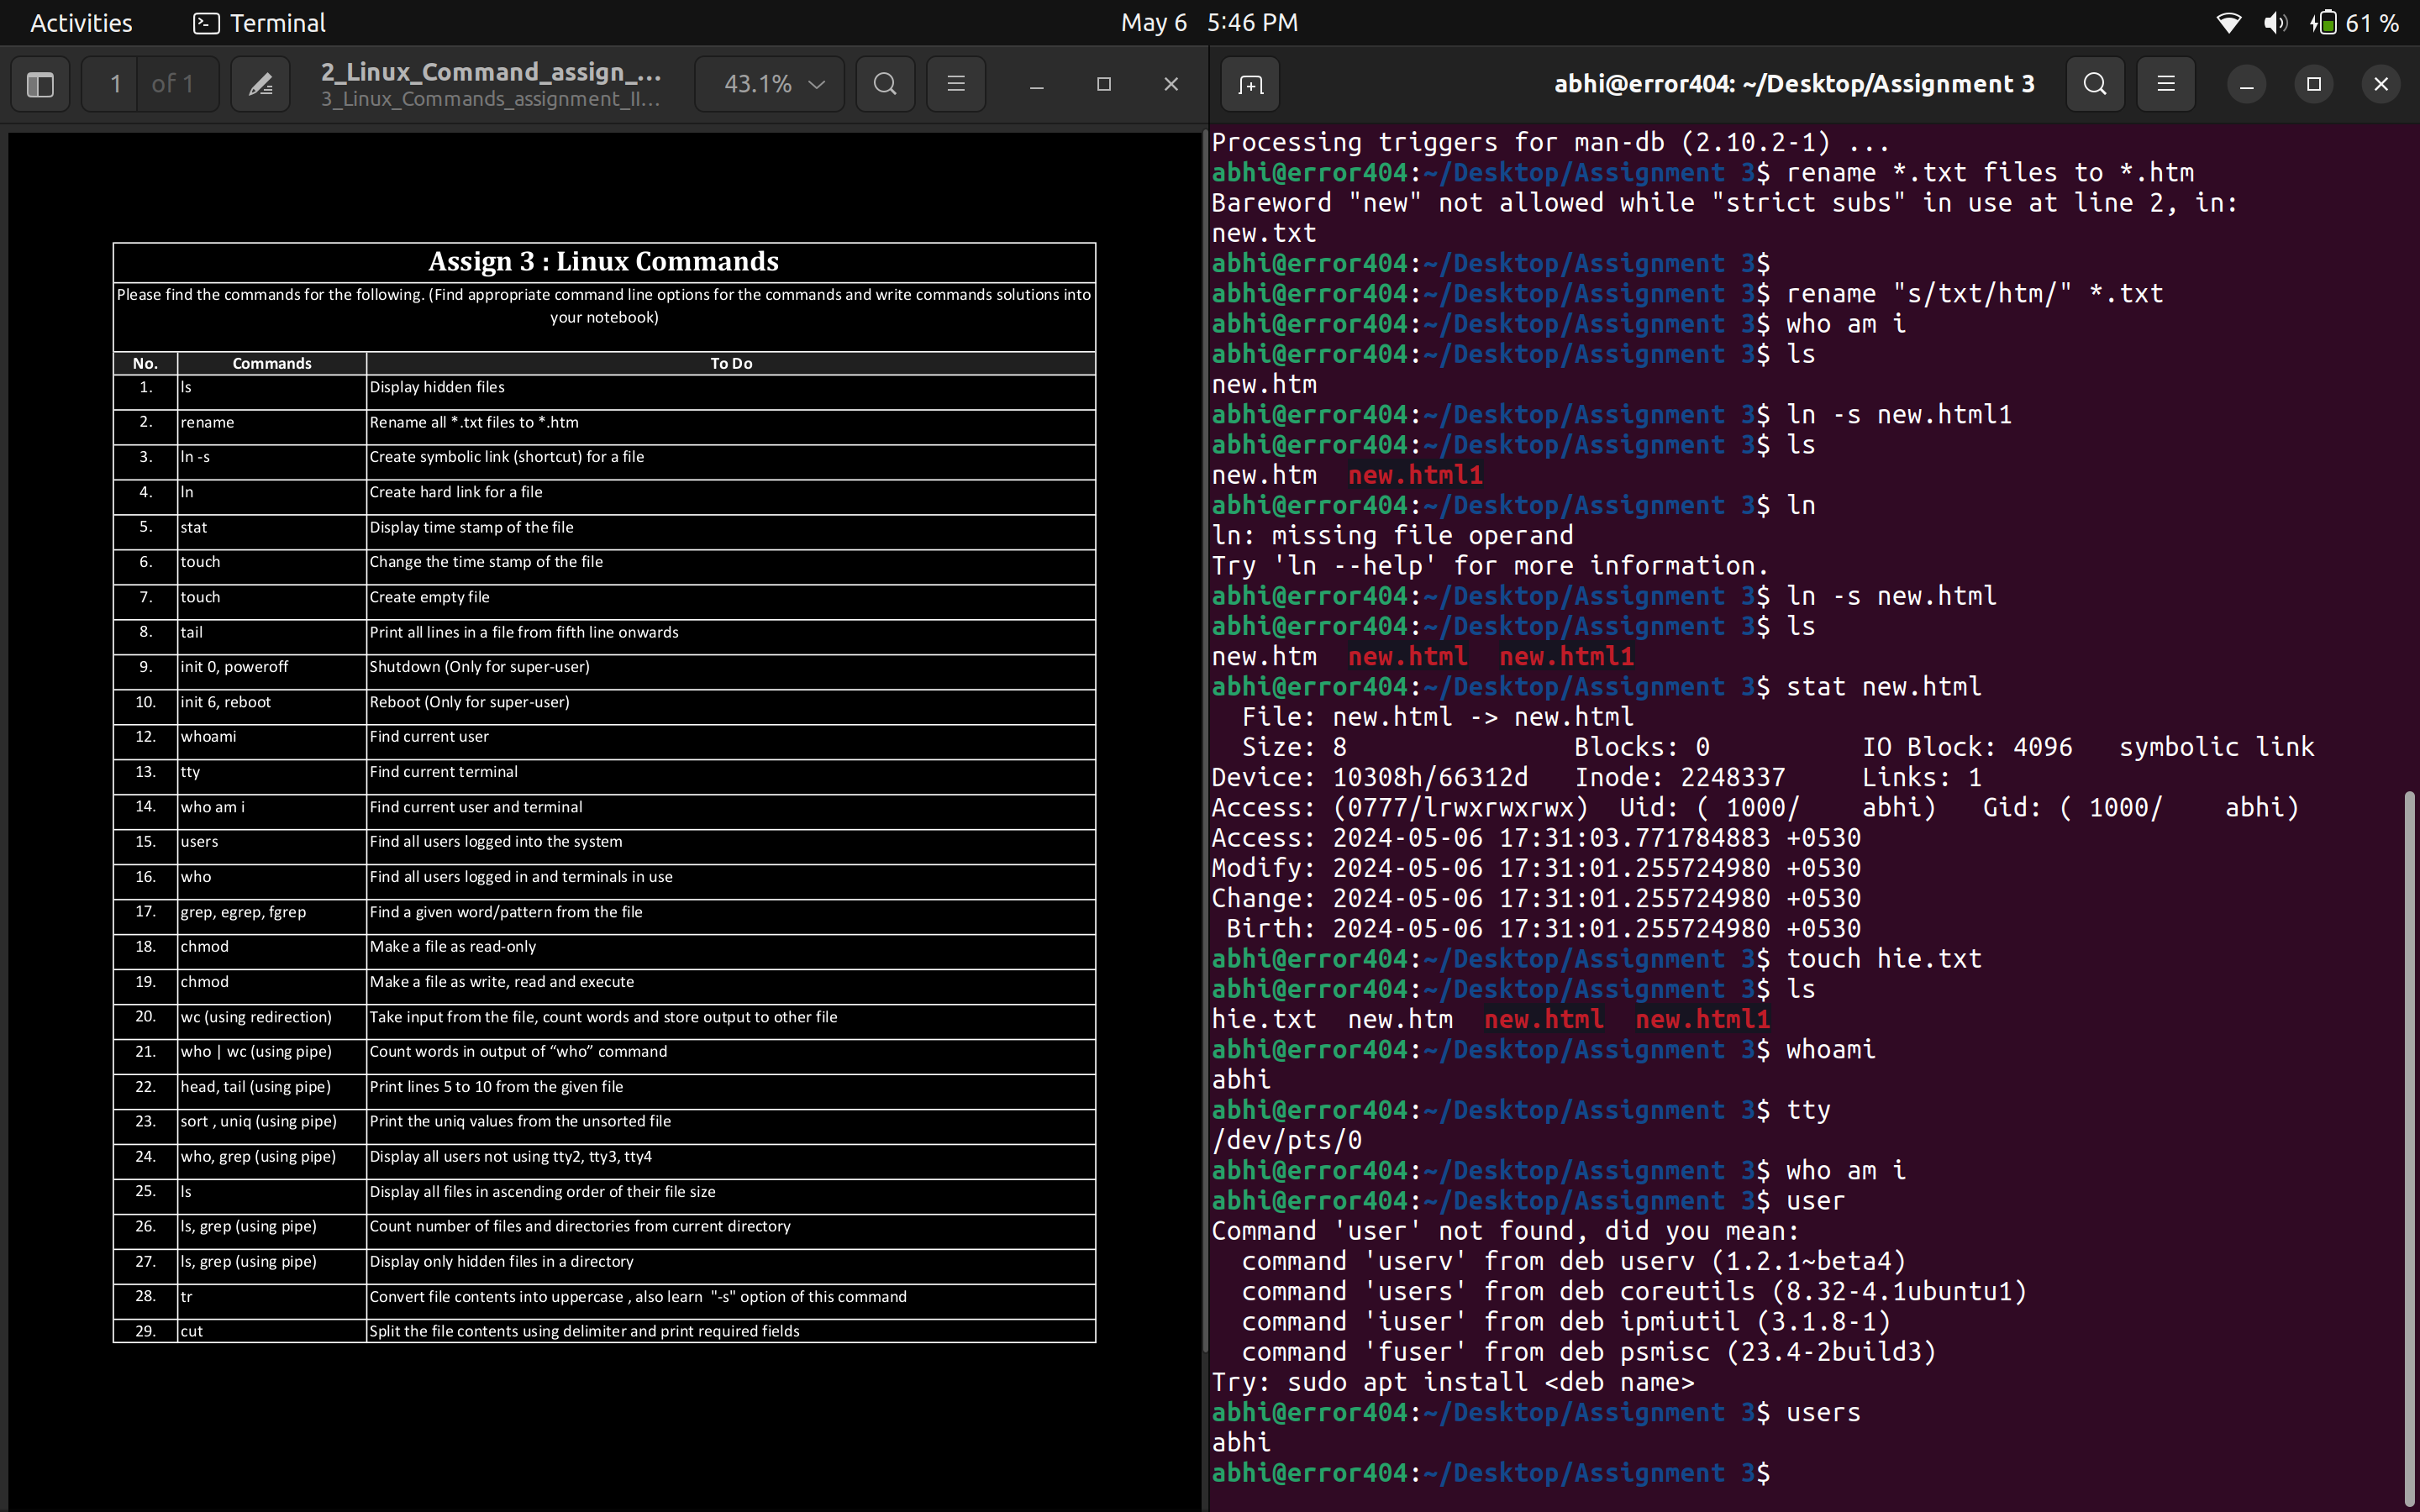 Activities Terminal May 6 5:46 PM 61 %
1 of 1 2_Linux_Command_assign_... 43.1%
3_Linux_Commands_assignment_II...
Assign 3 : Linux Commands
Please find the commands for the following. (Find appropriate command line options for the commands and write commands solutions into
your notebook)
No. Commands To Do
1. ls Display hidden files
2. rename Rename all *.txt files to *.htm
3. ln -s Create symbolic link (shortcut) for a file
4. ln Create hard link for a file
5. stat Display time stamp of the file
6. touch Change the time stamp of the file
7. touch Create empty file
8. tail Print all lines in a file from fifth line onwards
9. init 0, poweroff Shutdown (Only for super-user)
10. init 6, reboot Reboot (Only for super-user)
12. whoami Find current user
13. tty Find current terminal
14. who am i Find current user and terminal
15. users Find all users logged into the system
16. who Find all users logged in and terminals in use
17. grep, egrep, fgrep Find a given word/pattern from the file
18. chmod Make a file as read-only
19. chmod Make a file as write, read and execute
20. wc (using redirection) Take input from the file, count words and store output to other file
21. who | wc (using pipe) Count words in output of “who” command
22. head, tail (using pipe) Print lines 5 to 10 from the given file
23. sort , uniq (using pipe) Print the uniq values from the unsorted file
24. who, grep (using pipe) Display all users not using tty2, tty3, tty4
25. ls Display all files in ascending order of their file size
26. ls, grep (using pipe) Count number of files and directories from current directory
27. ls, grep (using pipe) Display only hidden files in a directory
28. tr Convert file contents into uppercase , also learn "-s" option of this command
29. cut Split the file contents using delimiter and print required fields
abhi@error404: ~/Desktop/Assignment 3
Processing triggers for man-db (2.10.2-1) ...
abhi@error404:~/Desktop/Assignment 3$ rename *.txt files to *.htm
Bareword "new" not allowed while "strict subs" in use at line 2, in:
new.txt
abhi@error404:~/Desktop/Assignment 3$
abhi@error404:~/Desktop/Assignment 3$ rename "s/txt/htm/" *.txt
abhi@error404:~/Desktop/Assignment 3$ who am i
abhi@error404:~/Desktop/Assignment 3$ ls
new.htm
abhi@error404:~/Desktop/Assignment 3$ ln -s new.html1
abhi@error404:~/Desktop/Assignment 3$ ls
new.htm new.html1
abhi@error404:~/Desktop/Assignment 3$ ln
ln: missing file operand
Try 'ln --help' for more information.
abhi@error404:~/Desktop/Assignment 3$ ln -s new.html
abhi@error404:~/Desktop/Assignment 3$ ls
new.htm new.html new.html1
abhi@error404:~/Desktop/Assignment 3$ stat new.html
File: new.html -> new.html
Size: 8 Blocks: 0 IO Block: 4096 symbolic link
Device: 10308h/66312d Inode: 2248337 Links: 1
Access: (0777/lrwxrwxrwx) Uid: ( 1000/ abhi) Gid: ( 1000/ abhi)
Access: 2024-05-06 17:31:03.771784883 +0530
Modify: 2024-05-06 17:31:01.255724980 +0530
Change: 2024-05-06 17:31:01.255724980 +0530
Birth: 2024-05-06 17:31:01.255724980 +0530
abhi@error404:~/Desktop/Assignment 3$ touch hie.txt
abhi@error404:~/Desktop/Assignment 3$ ls
hie.txt new.htm new.html new.html1
abhi@error404:~/Desktop/Assignment 3$ whoami
abhi
abhi@error404:~/Desktop/Assignment 3$ tty
/dev/pts/0
abhi@error404:~/Desktop/Assignment 3$ who am i
abhi@error404:~/Desktop/Assignment 3$ user
Command 'user' not found, did you mean:
command 'userv' from deb userv (1.2.1~beta4)
command 'users' from deb coreutils (8.32-4.1ubuntu1)
command 'iuser' from deb ipmiutil (3.1.8-1)
command 'fuser' from deb psmisc (23.4-2build3)
Try: sudo apt install <deb name>
abhi@error404:~/Desktop/Assignment 3$ users
abhi
abhi@error404:~/Desktop/Assignment 3$